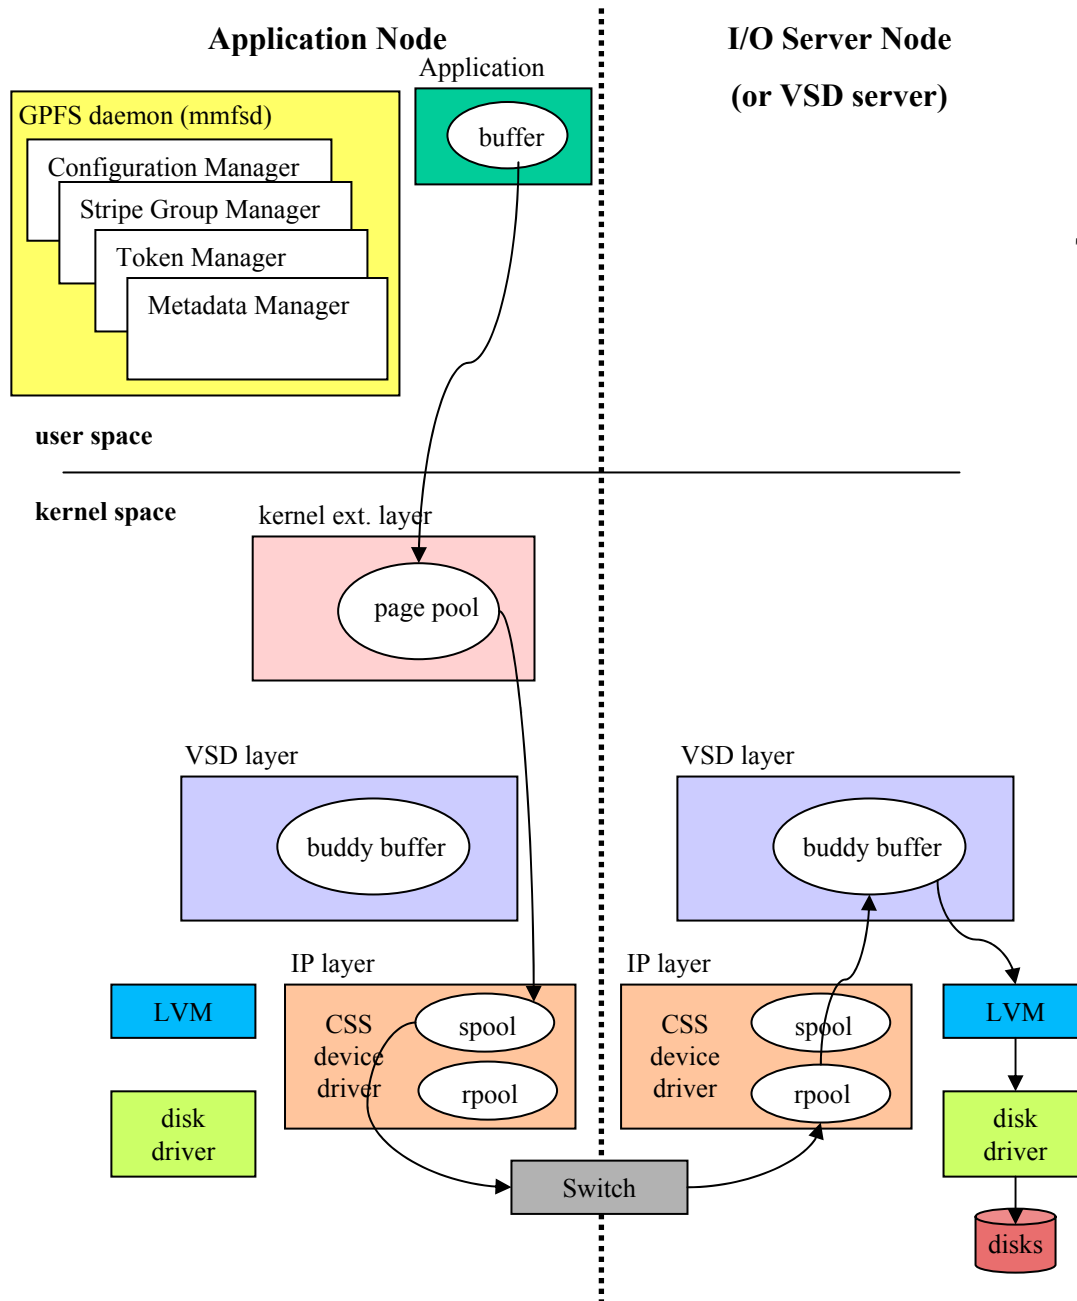 Application Node
I/O Server Node
(or VSD server)
Application
buffer
GPFS daemon (mmfsd)
Configuration Manager
Stripe Group Manager
Token Manager
Metadata Manager
user space
kernel space
kernel ext. layer
page pool
VSD layer
buddy buffer
VSD layer
buddy buffer
IP layer
IP layer
LVM
CSS
device
driver
spool
rpool
CSS
device
driver
spool
rpool
LVM
disk
driver
disk
driver
Switch
disks